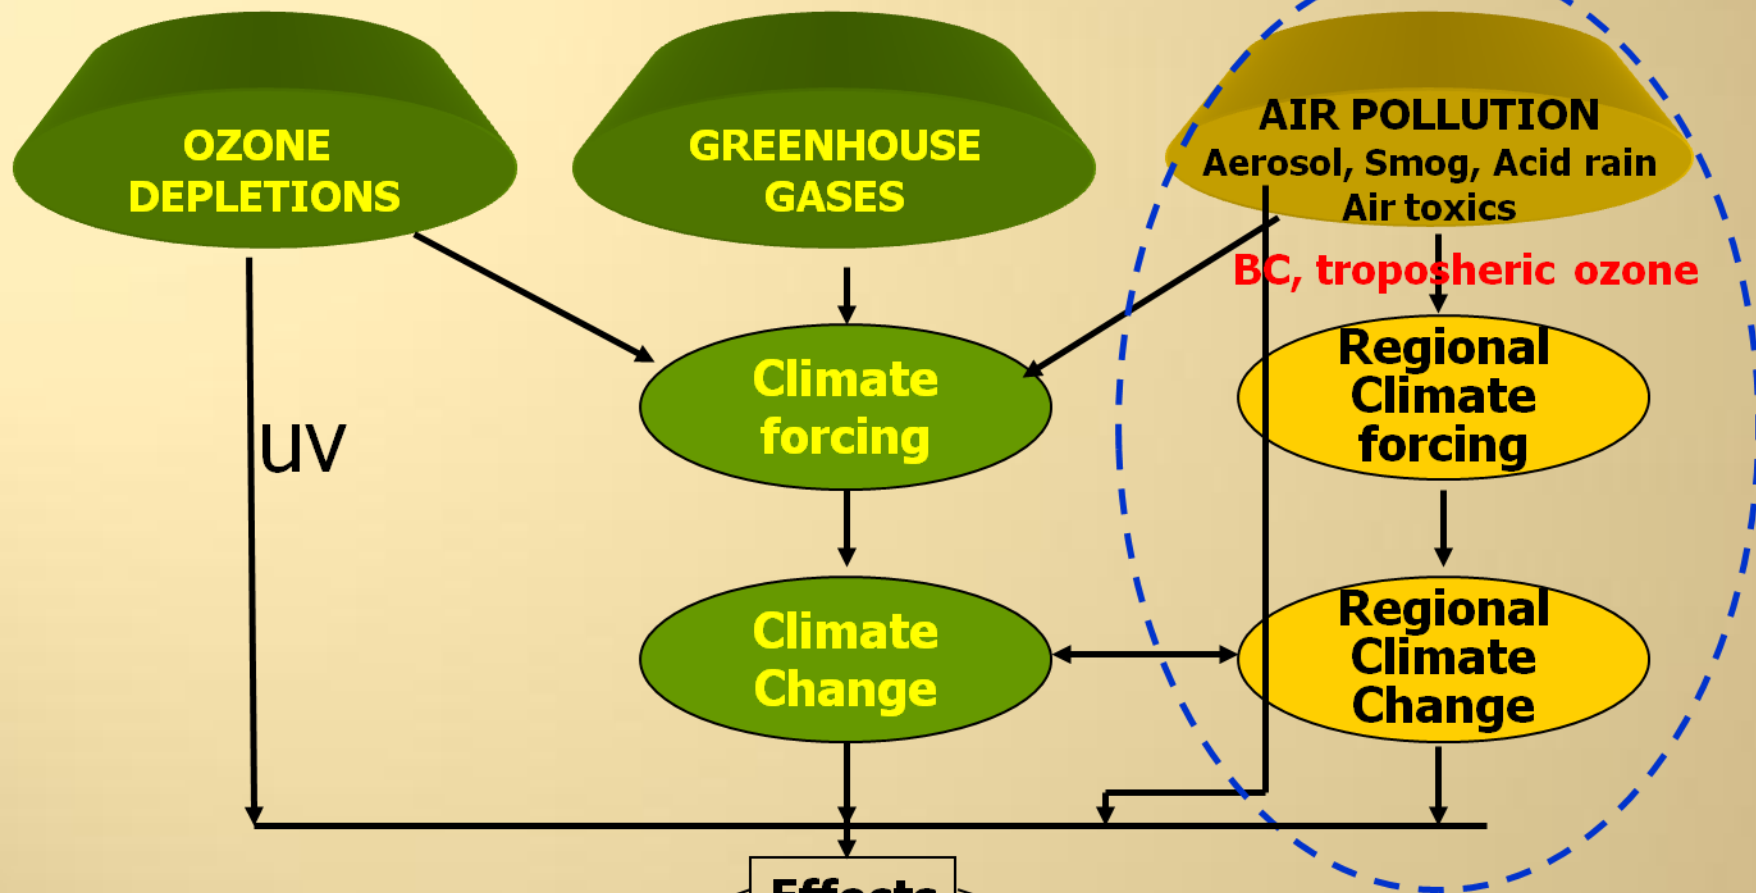 OZONE
DEPLETIONS
GREENHOUSE
GASES
AIR POLLUTION
Aerosol, Smog, Acid rain
Air toxics
BC, troposheric ozone
Climate
forcing
Regional
Climate
forcing
uv
Climate
Change
Regional
Climate
Change
Effects